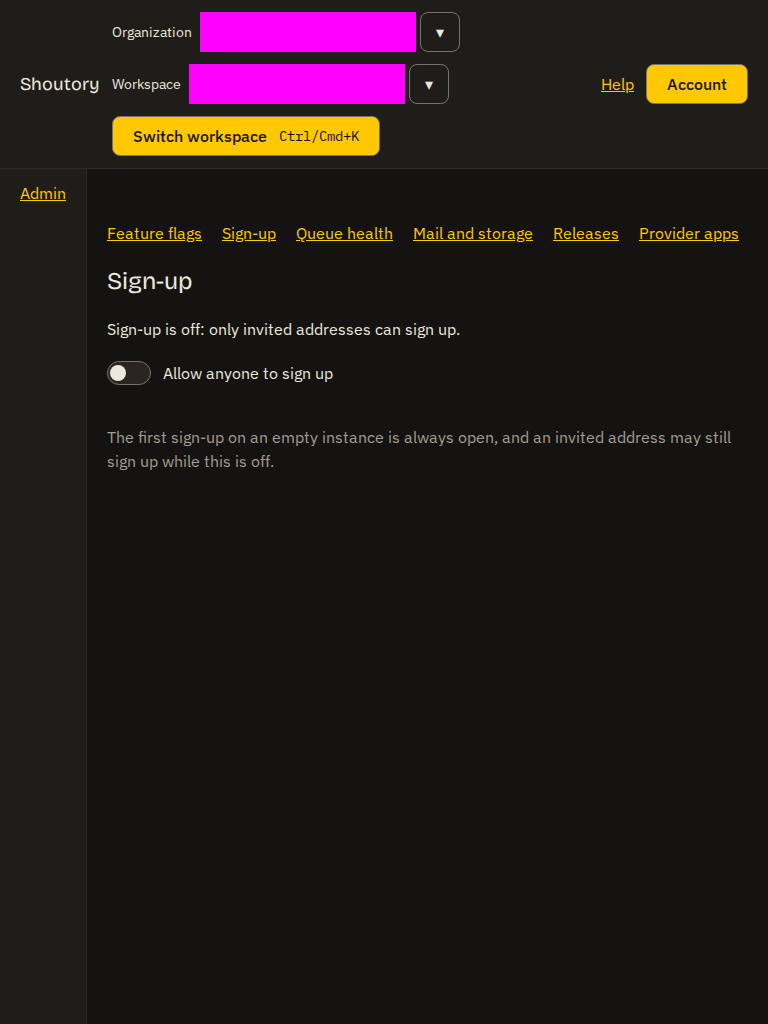 Organization ▼
Shoutory Workspace ▼ Help Account
Switch workspace Ctrl/Cmd+K
Admin
Feature flags Sign-up Queue health Mail and storage Releases Provider apps
Sign-up
Sign-up is off: only invited addresses can sign up.
Allow anyone to sign up
The first sign-up on an empty instance is always open, and an invited address may still
sign up while this is off.